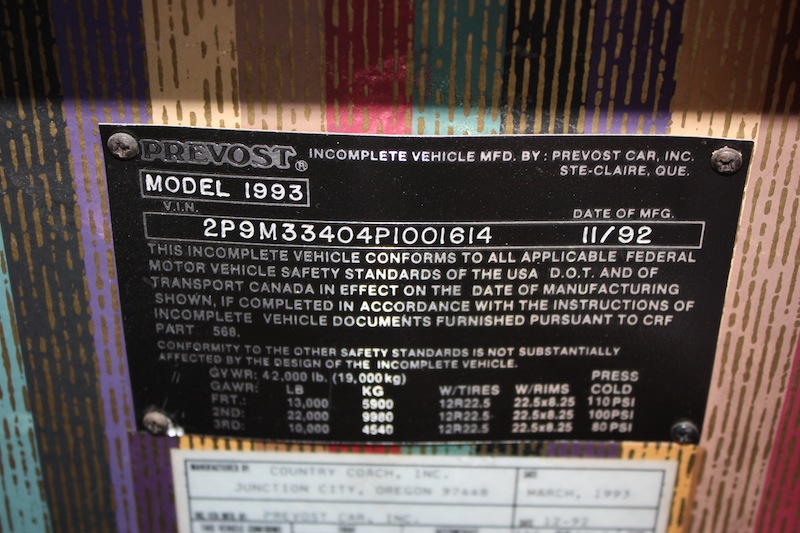 PREVOST® INCOMPLETE VEHICLE MFD. BY: PREVOST CAR, INC.
STE-CLAIRE, QUE.
MODEL 1993
V.I.N. DATE OF MFG.
2P9M33404P1001614 11/92
THIS INCOMPLETE VEHICLE CONFORMS TO ALL APPLICABLE FEDERAL
MOTOR VEHICLE SAFETY STANDARDS OF THE USA D.O.T. AND OF
TRANSPORT CANADA IN EFFECT ON THE DATE OF MANUFACTURING
SHOWN, IF COMPLETED IN ACCORDANCE WITH THE INSTRUCTIONS OF
INCOMPLETE VEHICLE DOCUMENTS FURNISHED PURSUANT TO CRF
PART 568.
CONFORMITY TO THE OTHER SAFETY STANDARDS IS NOT SUBSTANTIALLY
AFFECTED BY THE DESIGN OF THE INCOMPLETE VEHICLE.
GVWR: 42,000 lb. (19,000kg) PRESS
GAWR: LB KG W/TIRES W/RIMS COLD
FRT.: 13,000 5900 12R22.5 22.5x8.25 110 PSI
2ND: 22,000 9980 12R22.5 22.5x8.25 100PSI
3RD: 10,000 4540 12R22.5 22.5x8.25 80 PSI
MANUFACTURED BY COUNTRY COACH, INC. DATE
JUNCTION CITY, OREGON 97448 MARCH, 1993
PREVOST CAR, INC. DATE 12-92
THIS VEHICLE CONFORMS